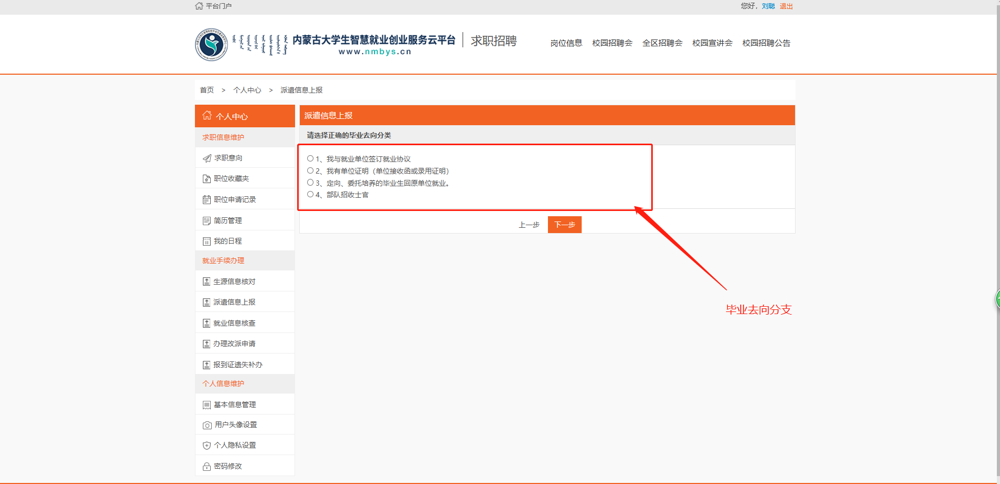 平台门户
您好，刘聪 退出
内蒙古大学生智慧就业创业服务云平台
www.nmbys.cn
求职招聘
岗位信息 校园招聘会 全区招聘会 校园宣讲会 校园招聘公告
首页 > 个人中心 > 派遣信息上报
个人中心
求职信息维护
求职意向
职位收藏夹
职位申请记录
简历管理
我的日程
就业手续办理
生源信息核对
派遣信息上报
就业信息核查
办理改派申请
报到证遗失补办
个人信息维护
基本信息管理
用户头像设置
个人隐私设置
密码修改
派遣信息上报
请选择正确的毕业去向分类
1、我与就业单位签订就业协议
2、我有单位证明（单位接收函或录用证明）
3、定向、委托培养的毕业生回原单位就业。
4、部队招收士官
上一步 下一步
毕业去向分支